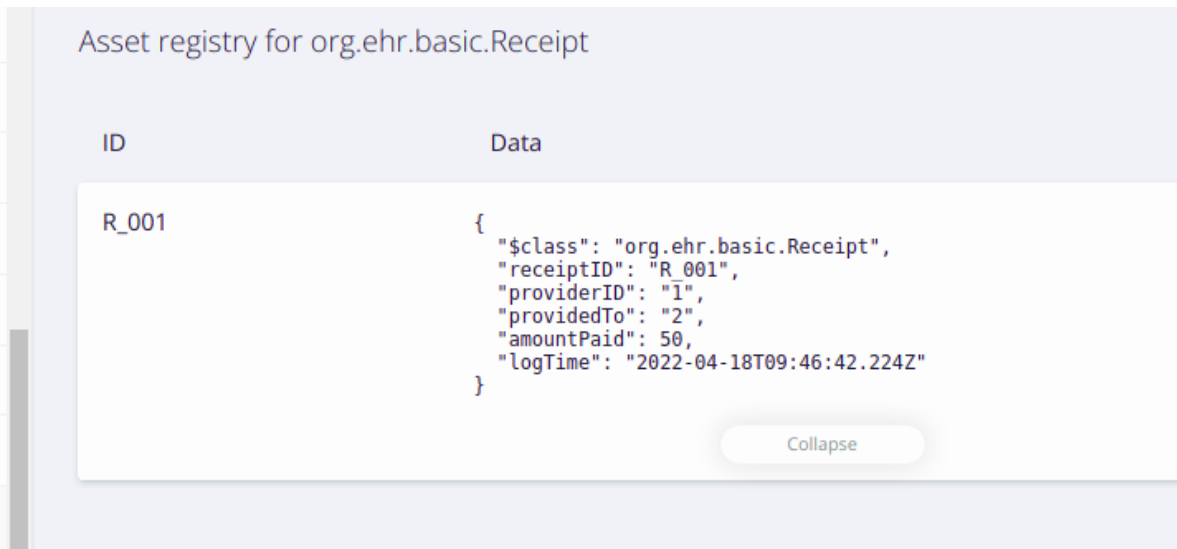 Asset registry for org.ehr.basic.Receipt
ID Data
R_001 {
"$class": "org.ehr.basic.Receipt",
"receiptID": "R_001",
"providerID": "1",
"providedTo": "2",
"amountPaid": 50,
"logTime": "2022-04-18T09:46:42.224Z"
}
Collapse